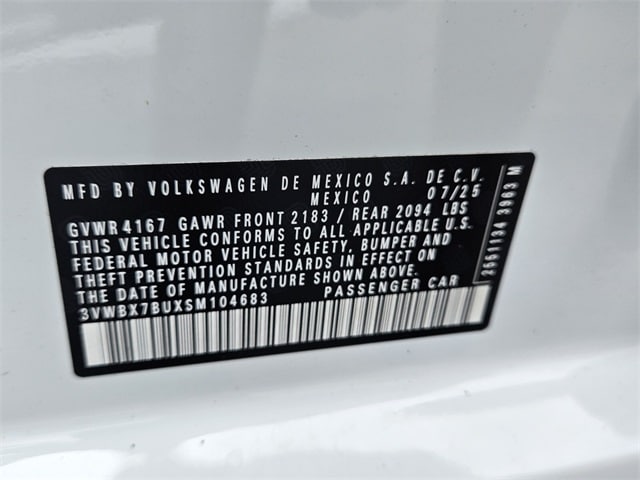 MFD BY VOLKSWAGEN DE MEXICO S.A. DE C.V.
MEXICO 07/25
GVWR 4167 GAWR FRONT 2183 / REAR 2094 LBS
THIS VEHICLE CONFORMS TO ALL APPLICABLE U.S.
FEDERAL MOTOR VEHICLE SAFETY, BUMPER AND
THEFT PREVENTION STANDARDS IN EFFECT ON
THE DATE OF MANUFACTURE SHOWN ABOVE.
3VWBX7BUXSM104683 PASSENGER CAR
2551134 3963 M